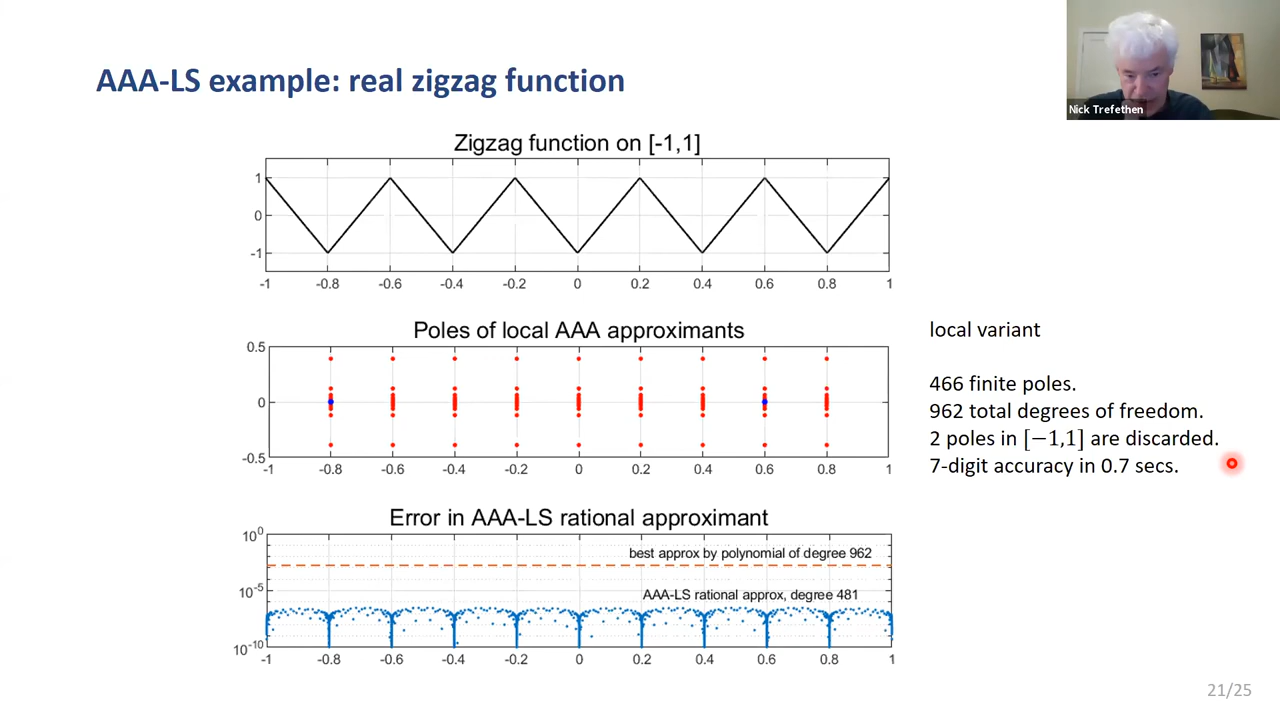 Nick Trefethen
AAA-LS example: real zigzag function
Zigzag function on [-1,1]
1
0
-1
-1 -0.8 -0.6 -0.4 -0.2 0 0.2 0.4 0.6 0.8 1
Poles of local AAA approximants
0.5
0
-0.5
-1 -0.8 -0.6 -0.4 -0.2 0 0.2 0.4 0.6 0.8 1
local variant
466 finite poles.
962 total degrees of freedom.
2 poles in [−1,1] are discarded.
7-digit accuracy in 0.7 secs.
Error in AAA-LS rational approximant
10^0
best approx by polynomial of degree 962
10^-5
AAA-LS rational approx, degree 481
10^-10
-1 -0.8 -0.6 -0.4 -0.2 0 0.2 0.4 0.6 0.8 1
21/25